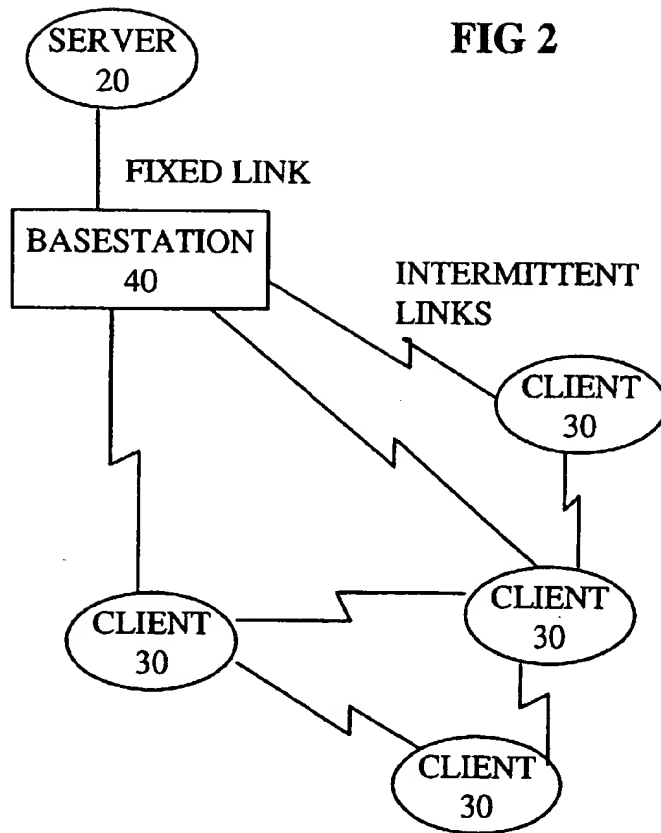 FIG 2
SERVER
20
FIXED LINK
BASESTATION
40
INTERMITTENT
LINKS
CLIENT
30
CLIENT
30
CLIENT
30
CLIENT
30